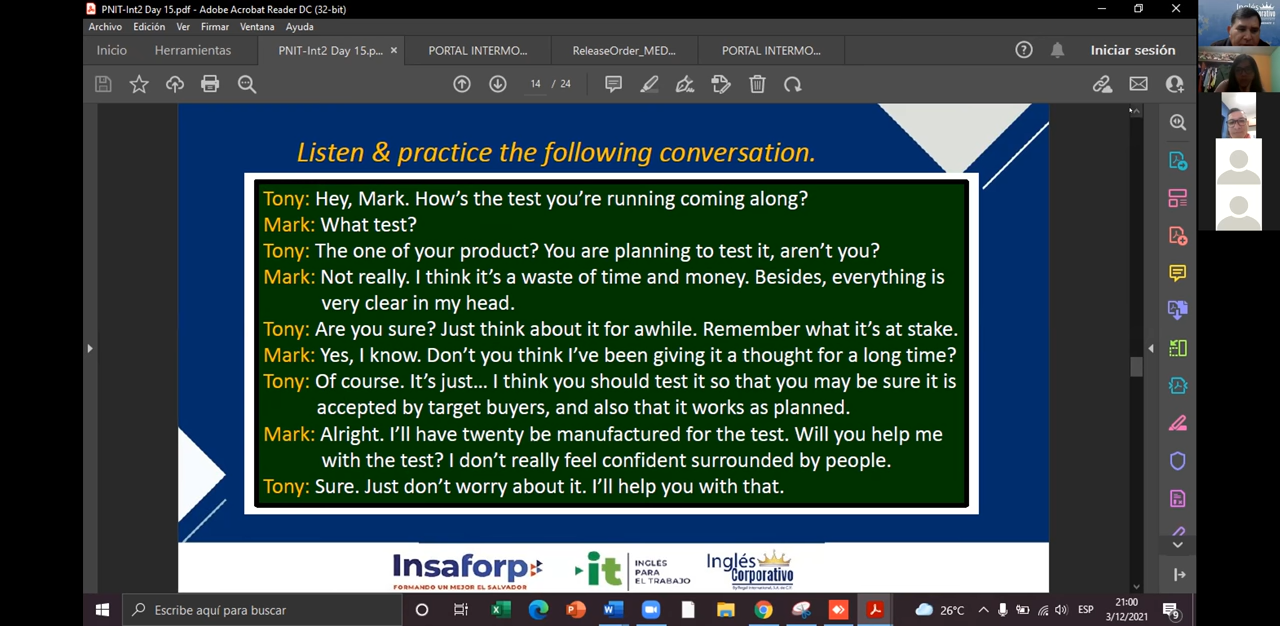 PNIT-Int2 Day 15.pdf - Adobe Acrobat Reader DC (32-bit)
Archivo Edición Ver Firmar Ventana Ayuda
Inicio Herramientas PNIT-Int2 Day 15.p... × PORTAL INTERMO... ReleaseOrder_MED... PORTAL INTERMO... Iniciar sesión
14 / 24
Listen & practice the following conversation.
Tony: Hey, Mark. How's the test you're running coming along?
Mark: What test?
Tony: The one of your product? You are planning to test it, aren't you?
Mark: Not really. I think it's a waste of time and money. Besides, everything is
very clear in my head.
Tony: Are you sure? Just think about it for awhile. Remember what it's at stake.
Mark: Yes, I know. Don't you think I've been giving it a thought for a long time?
Tony: Of course. It's just... I think you should test it so that you may be sure it is
accepted by target buyers, and also that it works as planned.
Mark: Alright. I'll have twenty be manufactured for the test. Will you help me
with the test? I don't really feel confident surrounded by people.
Tony: Sure. Just don't worry about it. I'll help you with that.
Insaforp
FORMANDO UN MEJOR EL SALVADOR
it
INGLÉS
PARA
EL TRABAJO
Inglés
Corporativo
Escribe aquí para buscar
26°C
ESP
21:00
3/12/2021
9